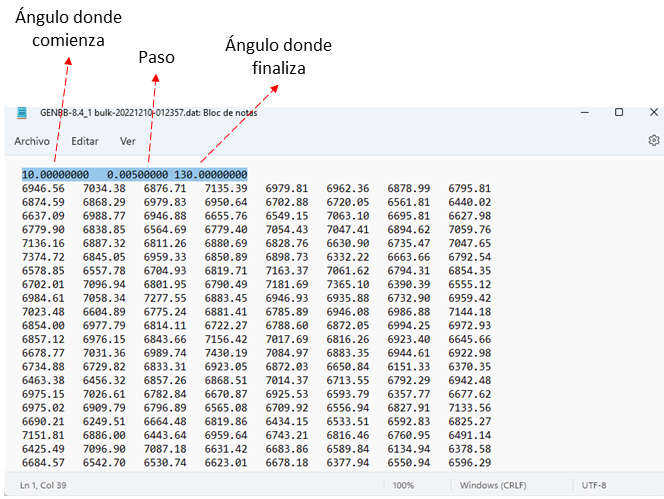 Ángulo donde
comienza
Paso
Ángulo donde
finaliza
GENBB-8.4_1 bulk-20221210-012357.dat: Bloc de notas
Archivo Editar Ver
10.00000000 0.00500000 130.00000000
6946.56 7034.38 6876.71 7135.39 6979.81 6962.36 6878.99 6795.81
6874.59 6868.29 6979.83 6950.64 6702.88 6720.05 6561.81 6440.02
6637.09 6988.77 6946.88 6655.76 6549.15 7063.10 6695.81 6627.98
6779.90 6838.85 6564.69 6779.40 7054.43 7047.41 6894.62 7059.76
7136.16 6887.32 6811.26 6880.69 6828.76 6630.90 6735.47 7047.65
7374.72 6845.05 6959.33 6850.89 6898.73 6332.22 6663.66 6792.54
6578.85 6557.78 6704.93 6819.71 7163.37 7061.62 6794.31 6854.35
6702.01 7096.94 6801.95 6790.49 7181.69 7365.10 6390.39 6555.12
6984.61 7058.34 7277.55 6883.45 6946.93 6935.88 6732.90 6959.42
7023.48 6604.89 6775.24 6881.41 6785.89 6946.08 6986.88 7144.18
6854.00 6977.79 6814.11 6722.27 6788.60 6872.05 6994.25 6972.93
6857.12 6976.15 6843.66 7156.42 7017.69 6816.26 6923.40 6645.66
6678.77 7031.36 6989.74 7430.19 7084.97 6883.35 6944.61 6922.98
6734.88 6729.82 6833.31 6923.05 6872.03 6650.84 6151.33 6370.35
6463.38 6456.32 6857.26 6868.51 7014.37 6713.55 6792.29 6942.48
6975.15 7026.61 6782.84 6670.87 6925.53 6593.79 6357.77 6677.62
6975.02 6909.79 6796.89 6565.08 6709.92 6556.94 6827.91 7133.56
6690.21 6249.51 6664.48 6819.86 6434.15 6533.51 6592.83 6825.27
7151.81 6886.00 6443.64 6959.64 6743.21 6816.46 6760.95 6491.14
6425.49 7096.90 7087.18 6631.42 6683.86 6589.84 6134.94 6378.58
6684.57 6542.70 6530.74 6623.01 6678.18 6377.94 6550.94 6596.29
Ln 1, Col 39 100% Windows (CRLF) UTF-8